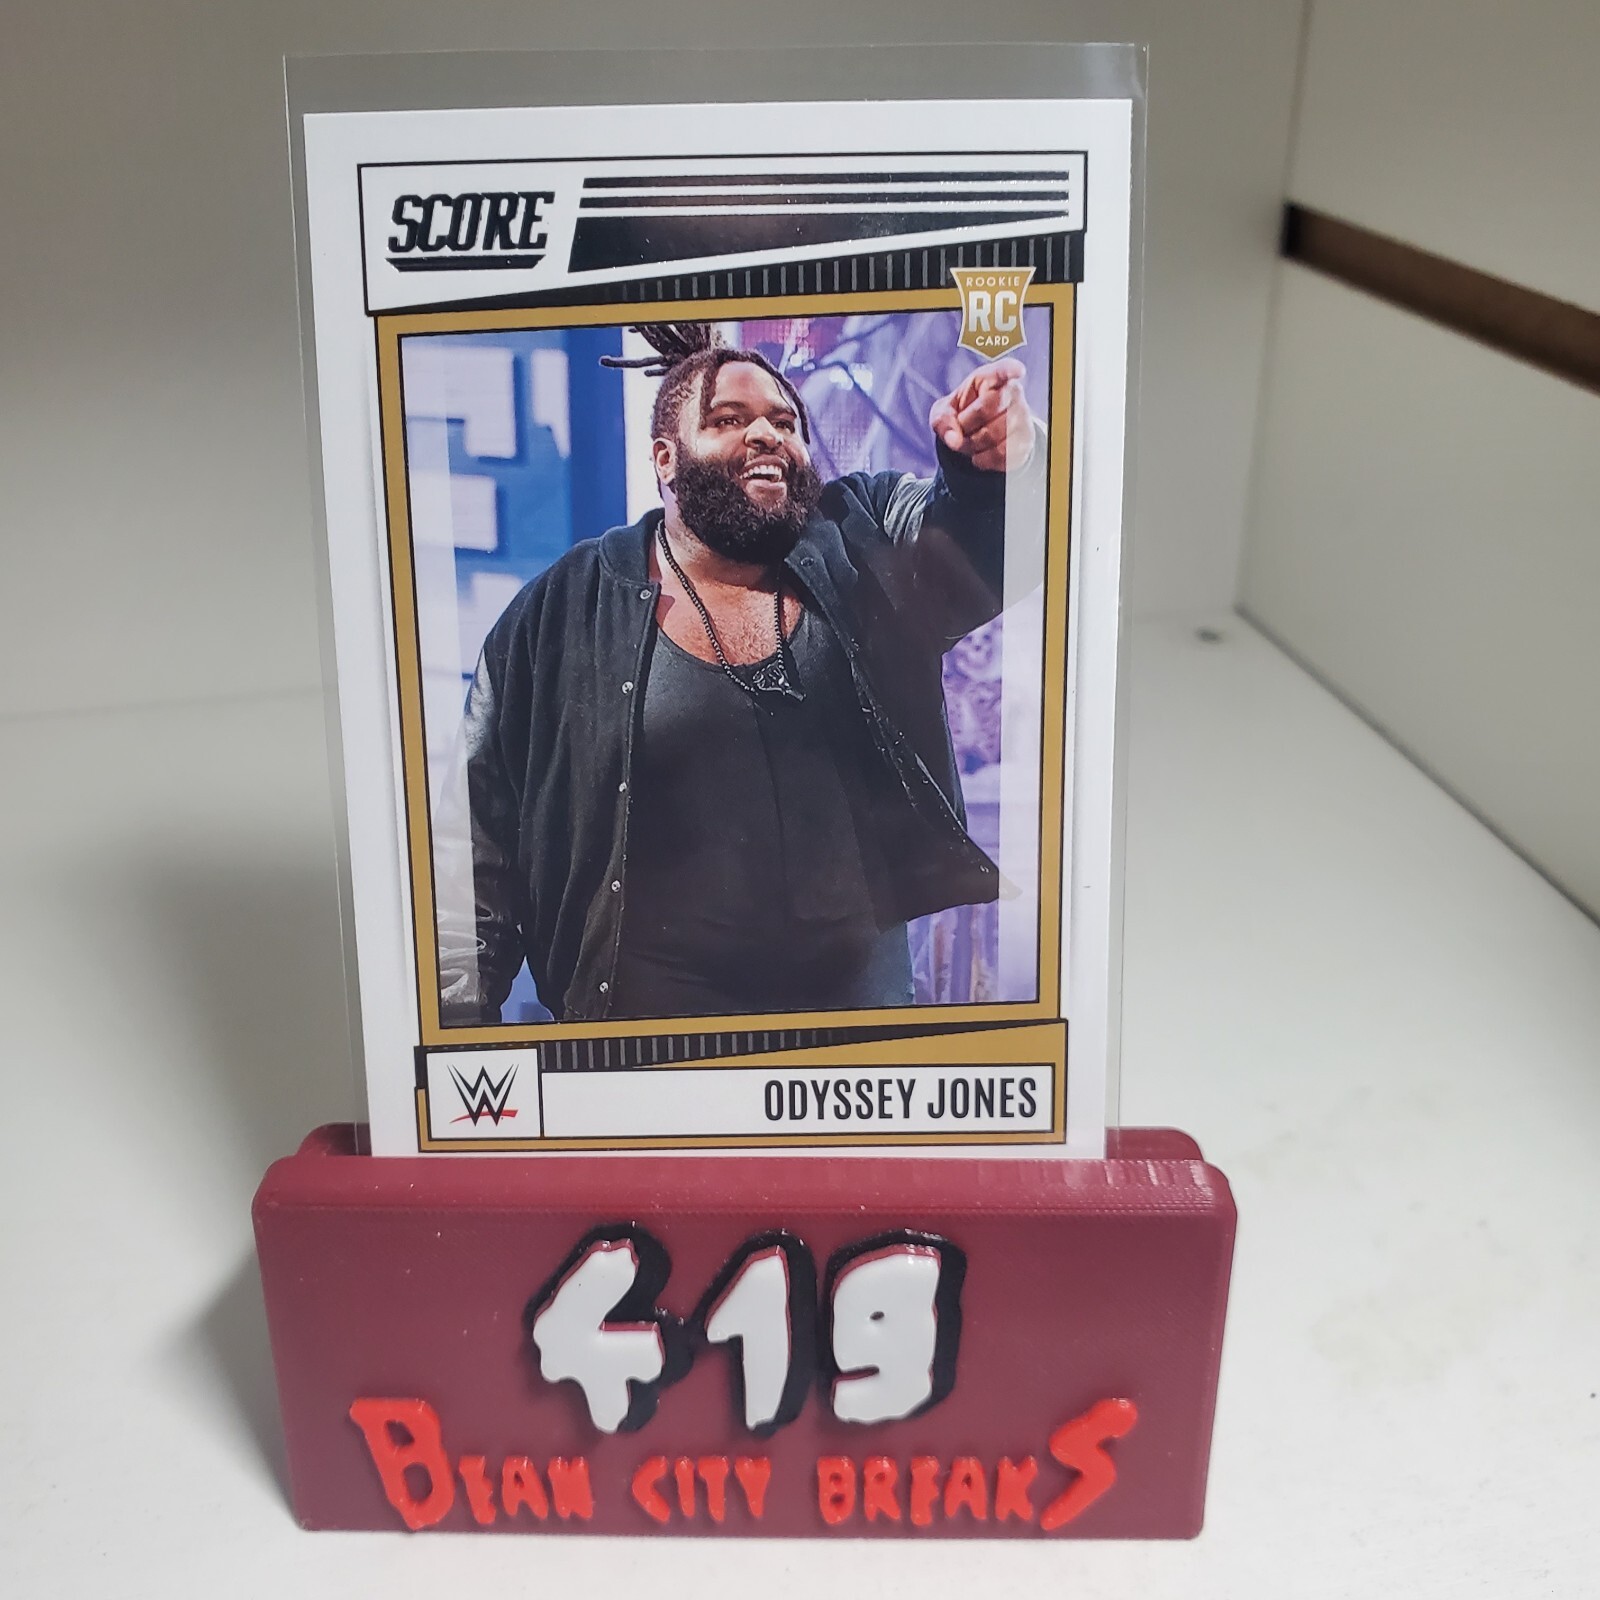 SCORE
ROOKIE
RC
CARD
W
ODYSSEY JONES
419
BEAN CITY BREAKS